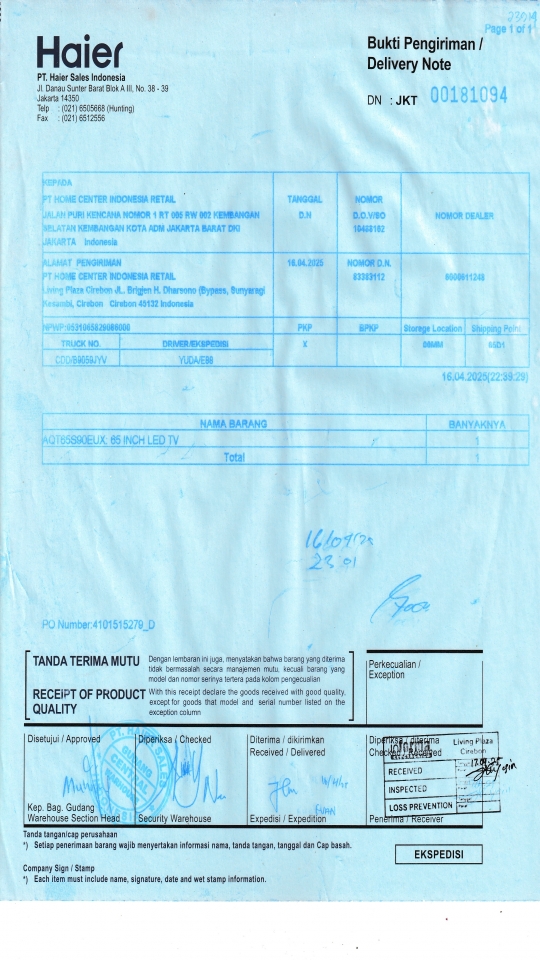 Page 1 of 1
Haier
Bukti Pengiriman /
Delivery Note
PT. Haier Sales Indonesia
Jl. Danau Sunter Barat Blok A III, No. 38 - 39
Jakarta 14350
Telp : (021) 6505668 (Hunting)
Fax : (021) 6512556
DN : JKT 00181094
KEPADA
PT HOME CENTER INDONESIA RETAIL
JALAN PURI KENCANA NOMOR 1 RT 005 RW 002 KEMBANGAN
SELATAN KEMBANGAN KOTA ADM JAKARTA BARAT DKI
JAKARTA Indonesia
TANGGAL
D.N
NOMOR
D.O.V/SO
NOMOR DEALER
ALAMAT PENGIRIMAN
PT HOME CENTER INDONESIA RETAIL
Living Plaza Cirebon JL. Brigjen H. Dharsono (Bypass, Sunyaragi
Kesambi, Cirebon Cirebon 45132 Indonesia
16.04.2025
NOMOR D.N.
83383112
PKP
BPKP
Storege Location
Shipping Point
TRUCK NO.
DRIVER/EKSPEDISI
X
CDD/B9059JYV
16.04.2025(22:39:29)
NAMA BARANG
BANYAKNYA
AQT65S90EUX; 65 INCH LED TV
1
Total
1
23 01
PO Number:4101515279_D
TANDA TERIMA MUTU
Dengan lembaran ini juga, menyatakan bahwa barang yang diterima
tidak bermasalah secara manajemen mutu, kecuali barang yang
model dan nomor serinya tertera pada kolom pengecualian
RECEIPT OF PRODUCT
QUALITY
With this receipt declare the goods received with good quality,
except for goods that model and serial number listed on the
exception column
Perkecualian /
Exception
Disetujui / Approved
Diperiksa / Checked
Diterima / dikirimkan
Received / Delivered
Diperiksa / diterima
Checked / Received
informa
Living Plaza
Cirebon
RECEIVED
INSPECTED
LOSS PREVENTION
Kep. Bag. Gudang
Warehouse Section Head
Security Warehouse
Expedisi / Expedition
Penerima / Receiver
Tanda tangan/cap perusahaan
*) Setiap penerimaan barang wajib menyertakan informasi nama, tanda tangan, tanggal dan Cap basah.
EKSPEDISI
Company Sign / Stamp
*) Each item must include name, signature, date and wet stamp information.